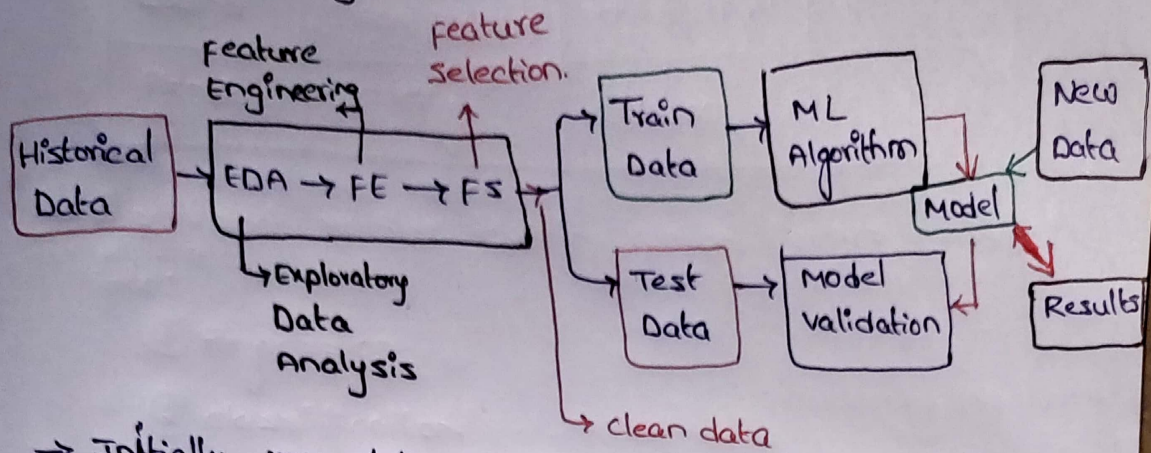 Feature
Engineering
Feature
selection.
Historical
Data
EDA → FE → FS
Exploratory
Data
Analysis
Train
Data
ML
Algorithm
New
Data
Model
Test
Data
Model
validation
Results
clean data
→ Initially